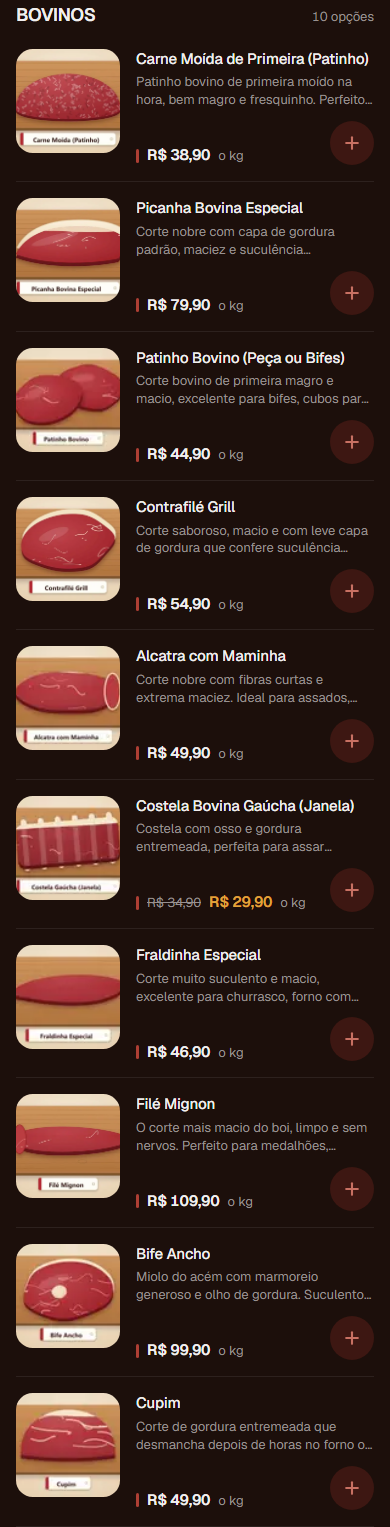 BOVINOS
10 opções
Carne Moída de Primeira (Patinho)
Patinho bovino de primeira moído na
hora, bem magro e fresquinho. Perfeito...
Carne Moída (Patinho)
R$ 38,90 o kg
Picanha Bovina Especial
Corte nobre com capa de gordura
padrão, maciez e suculência...
Picanha Bovina Especial
R$ 79,90 o kg
Patinho Bovino (Peça ou Bifes)
Corte bovino de primeira magro e
macio, excelente para bifes, cubos par...
Patinho Bovino
R$ 44,90 o kg
Contrafilé Grill
Corte saboroso, macio e com leve capa
de gordura que confere suculência...
Contrafilé Grill
R$ 54,90 o kg
Alcatra com Maminha
Corte nobre com fibras curtas e
extrema maciez. Ideal para assados,...
Alcatra com Maminha
R$ 49,90 o kg
Costela Bovina Gaúcha (Janela)
Costela com osso e gordura
entremeada, perfeita para assar...
Costela Gaúcha (Janela)
R$ 34,90 R$ 29,90 o kg
Fraldinha Especial
Corte muito suculento e macio,
excelente para churrasco, forno com...
Fraldinha Especial
R$ 46,90 o kg
Filé Mignon
O corte mais macio do boi, limpo e sem
nervos. Perfeito para medalhões,...
Filé Mignon
R$ 109,90 o kg
Bife Ancho
Miolo do acém com marmoreio
generoso e olho de gordura. Suculento...
Bife Ancho
R$ 99,90 o kg
Cupim
Corte de gordura entremeada que
desmancha depois de horas no forno o...
Cupim
R$ 49,90 o kg